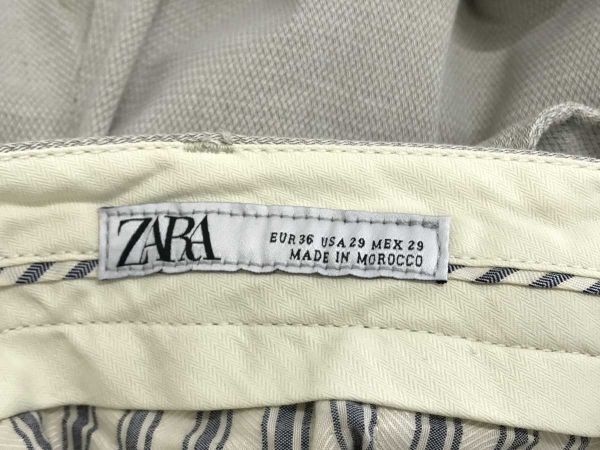 ZARA
EUR 36 USA 29 MEX 29
MADE IN MOROCCO